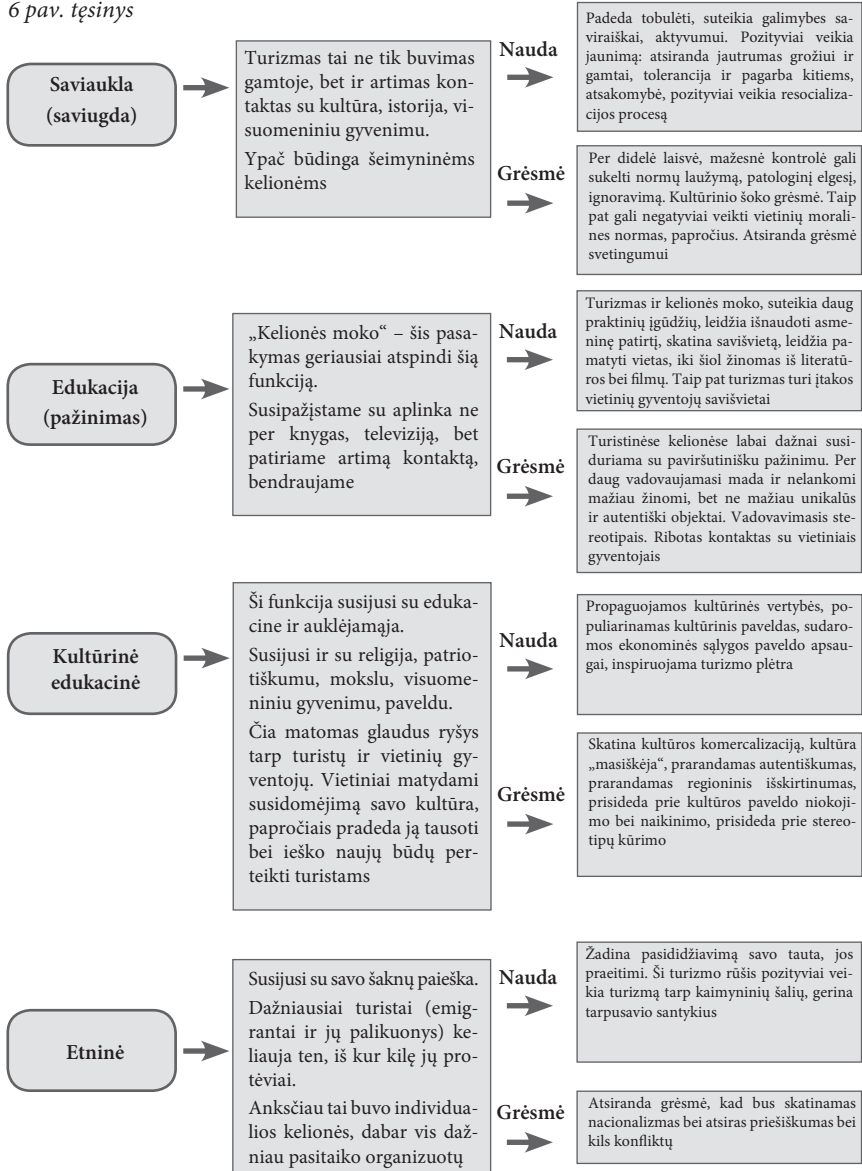 6 pav. tęsinys
Saviaukla
(saviugda)
Turizmas tai ne tik buvimas
gamtoje, bet ir artimas kon-
taktas su kultūra, istorija, vi-
suomeniniu gyvenimu.
Ypač būdinga šeimyninėms
kelionėms
Nauda
Padeda tobulėti, suteikia galimybes sa-
viraiškai, aktyvumui. Pozityviai veikia
jaunimą: atsiranda jautrumas grožiui ir
gamtai, tolerancija ir pagarba kitiems,
atsakomybė, pozityviai veikia resocializa-
cijos procesą
Grėsmė
Per didelė laisvė, mažesnė kontrolė gali
sukelti normų laužymą, patologinį elgesį,
ignoravimą. Kultūrinio šoko grėsmė. Taip
pat gali negatyviai veikti vietinių morali-
nes normas, papročius. Atsiranda grėsmė
svetingumui
Edukacija
(pažinimas)
„Kelionės moko“ – šis pasa-
kymas geriausiai atspindi šią
funkciją.
Susipažįstame su aplinka ne
per knygas, televiziją, bet
patiriame artimą kontaktą,
bendraujame
Nauda
Turizmas ir kelionės moko, suteikia daug
praktinių įgūdžių, leidžia išnaudoti asme-
ninę patirtį, skatina savišvietą, leidžia pa-
matyti vietas, iki šiol žinomas iš literatū-
ros bei filmų. Taip pat turizmas turi įtakos
vietinių gyventojų savišvietai
Grėsmė
Turistinėse kelionėse labai dažnai susi-
duriama su paviršutinišku pažinimu. Per
daug vadovaujamasi mada ir nelankomi
mažiau žinomi, bet ne mažiau unikalūs
ir autentiški objektai. Vadovavimasis ste-
reotipais. Ribotas kontaktas su vietiniais
gyventojais
Kultūrinė
edukacinė
Ši funkcija susijusi su eduka-
cine ir auklėjamąja.
Susijusi ir su religija, patrio-
tiškumu, mokslu, visuome-
niniu gyvenimu, paveldu.
Čia matomas glaudus ryšys
tarp turistų ir vietinių gy-
ventojų. Vietiniai matydami
susidomėjimą savo kultūra,
papročiais pradeda ją tausoti
bei ieško naujų būdų per-
teikti turistams
Nauda
Propaguojamos kultūrinės vertybės, po-
puliarinamas kultūrinis paveldas, sudaro-
mos ekonominės sąlygos paveldo apsau-
gai, inspiruojama turizmo plėtra
Grėsmė
Skatina kultūros komercalizaciją, kultūra
„masiškėja“, prarandamas autentiškumas,
prarandamas regioninis išskirtinumas,
prisideda prie kultūros paveldo niokoji-
mo bei naikinimo, prisideda prie stereo-
tipų kūrimo
Etninė
Susijusi su savo šaknų paieška.
Dažniausiai turistai (emig-
rantai ir jų palikuonys) ke-
liauja ten, iš kur kilę jų pro-
tėviai.
Anksčiau tai buvo individua-
lios kelionės, dabar vis daž-
niau pasitaiko organizuotų
Nauda
Žadina pasididžiavimą savo tauta, jos
praeitimi. Ši turizmo rūšis pozityviai vei-
kia turizmą tarp kaimyninių šalių, gerina
tarpusavio santykius
Grėsmė
Atsiranda grėsmė, kad bus skatinamas
nacionalizmas bei atsiras priešiškumas bei
kils konfliktų